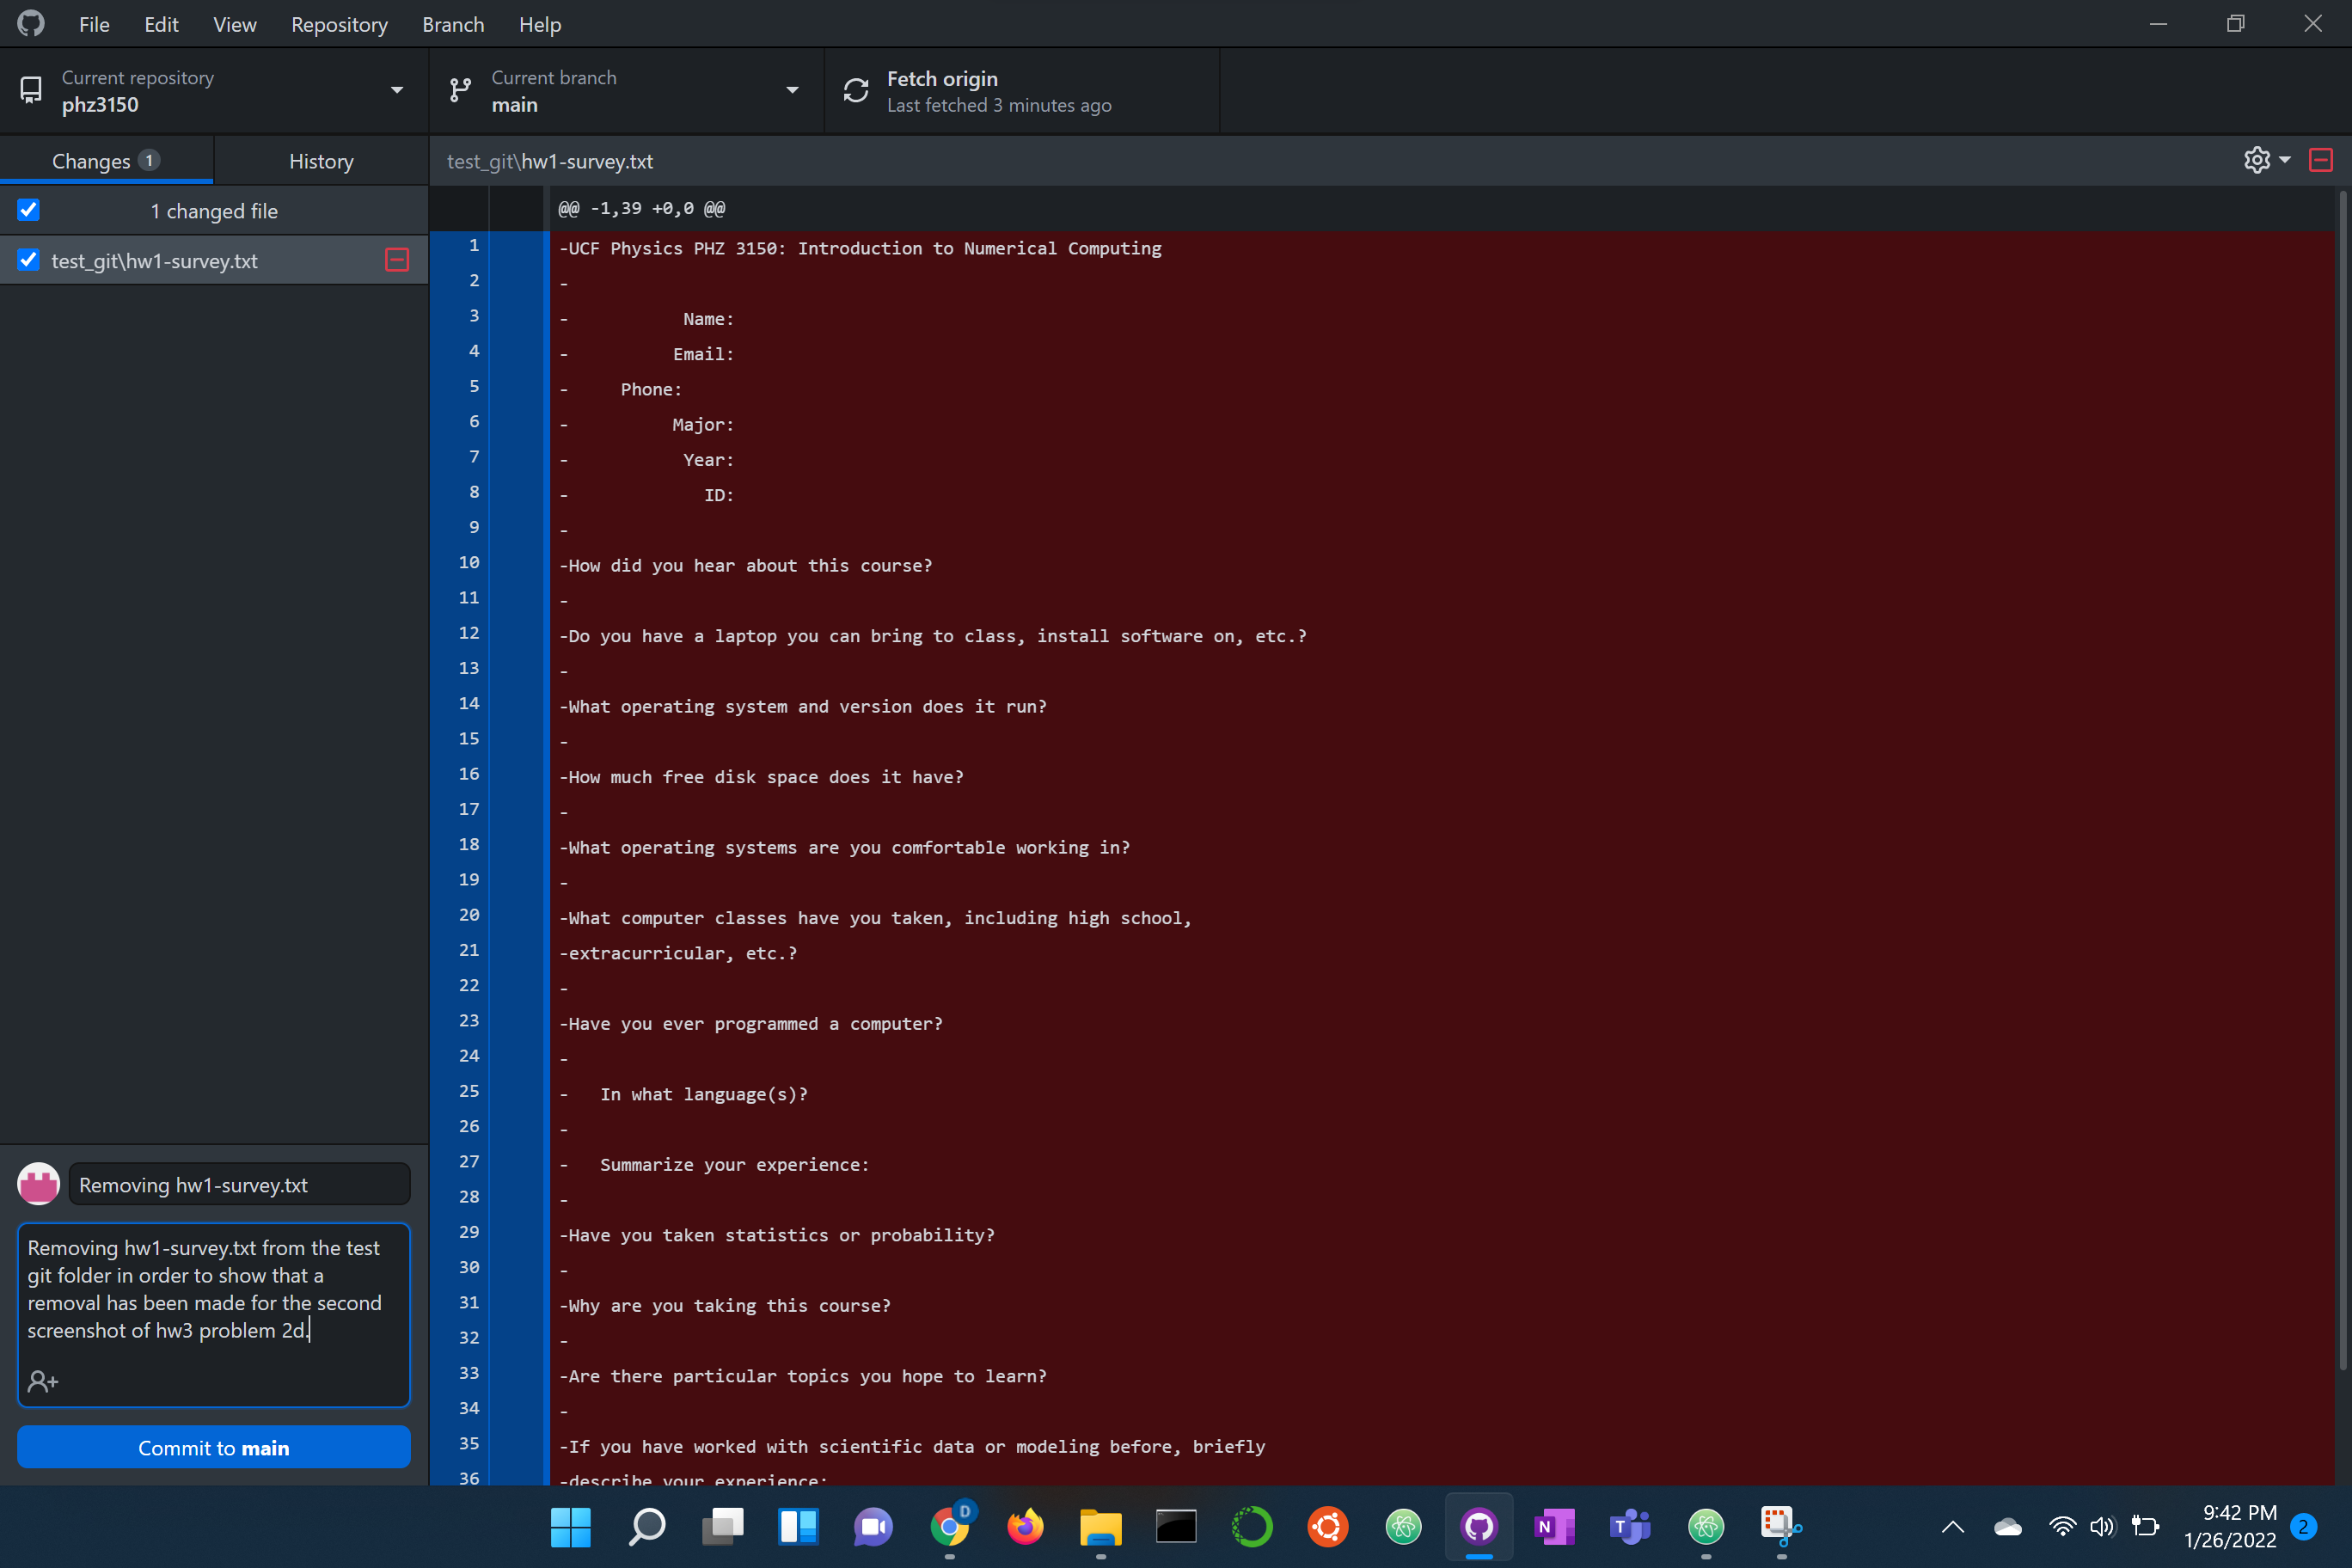 File Edit View Repository Branch Help
Current repository
phz3150
Current branch
main
Fetch origin
Last fetched 3 minutes ago
Changes 1
History
test_git\hw1-survey.txt
1 changed file
test_git\hw1-survey.txt
@@ -1,39 +0,0 @@
1 -UCF Physics PHZ 3150: Introduction to Numerical Computing
2 -
3 - Name:
4 - Email:
5 - Phone:
6 - Major:
7 - Year:
8 - ID:
9 -
10 -How did you hear about this course?
11 -
12 -Do you have a laptop you can bring to class, install software on, etc.?
13 -
14 -What operating system and version does it run?
15 -
16 -How much free disk space does it have?
17 -
18 -What operating systems are you comfortable working in?
19 -
20 -What computer classes have you taken, including high school,
21 -extracurricular, etc.?
22 -
23 -Have you ever programmed a computer?
24 -
25 - In what language(s)?
26 -
27 - Summarize your experience:
28 -
29 -Have you taken statistics or probability?
30 -
31 -Why are you taking this course?
32 -
33 -Are there particular topics you hope to learn?
34 -
35 -If you have worked with scientific data or modeling before, briefly
36 -describe your experience:
Removing hw1-survey.txt
Removing hw1-survey.txt from the test
git folder in order to show that a
removal has been made for the second
screenshot of hw3 problem 2d.
Commit to main
D
N
T
9:42 PM
1/26/2022
2